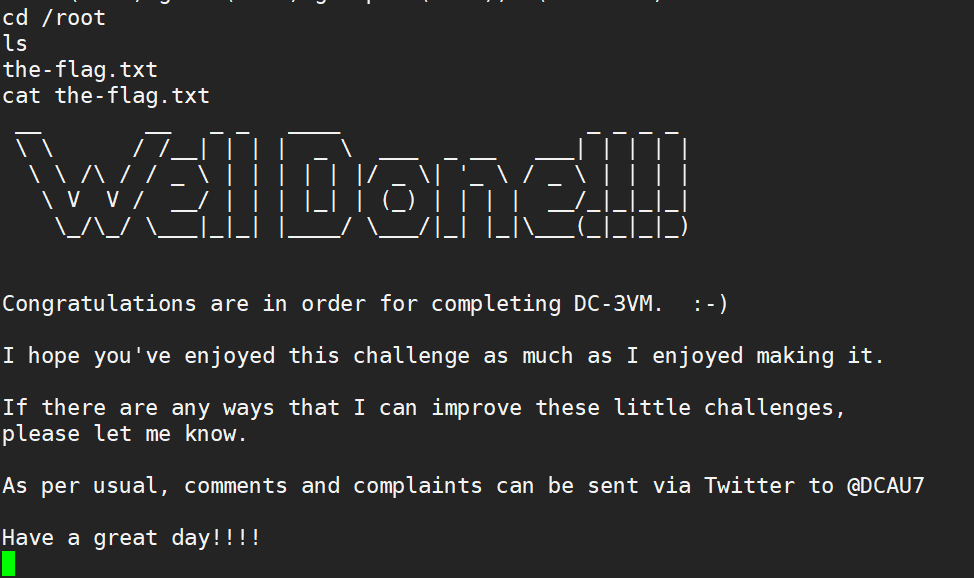 cd /root
ls
the-flag.txt
cat the-flag.txt
Well Done!!!!
Congratulations are in order for completing DC-3VM.  :-)
I hope you've enjoyed this challenge as much as I enjoyed making it.
If there are any ways that I can improve these little challenges,
please let me know.
As per usual, comments and complaints can be sent via Twitter to @DCAU7
Have a great day!!!!